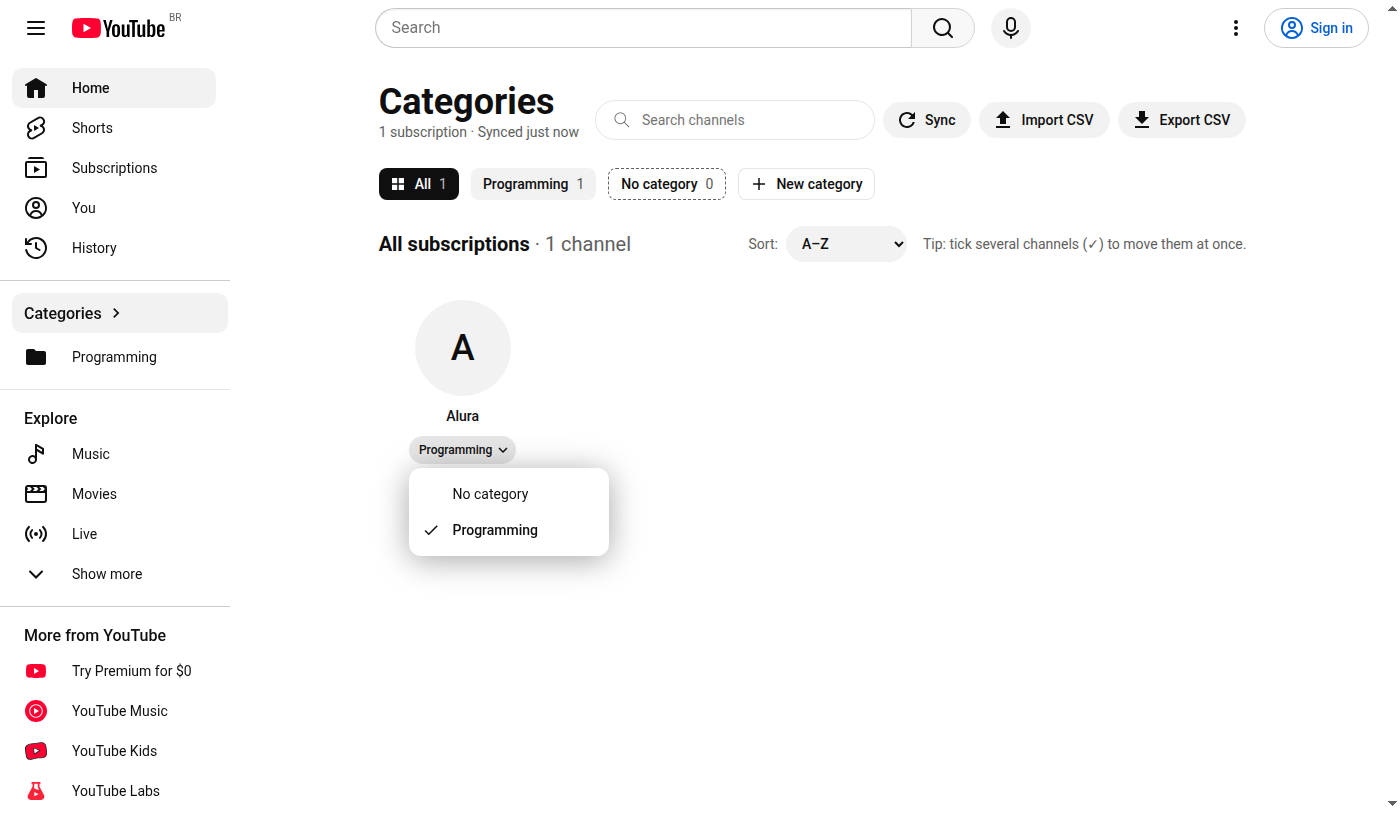 YouTube BR
Search
Sign in
Home
Shorts
Subscriptions
You
History
Categories
Programming
Explore
Music
Movies
Live
Show more
More from YouTube
Try Premium for $0
YouTube Music
YouTube Kids
YouTube Labs
Categories
1 subscription · Synced just now
Search channels
Sync
Import CSV
Export CSV
All 1
Programming 1
No category 0
New category
All subscriptions · 1 channel
Sort:
A–Z
Tip: tick several channels (✓) to move them at once.
A
Alura
Programming
No category
Programming